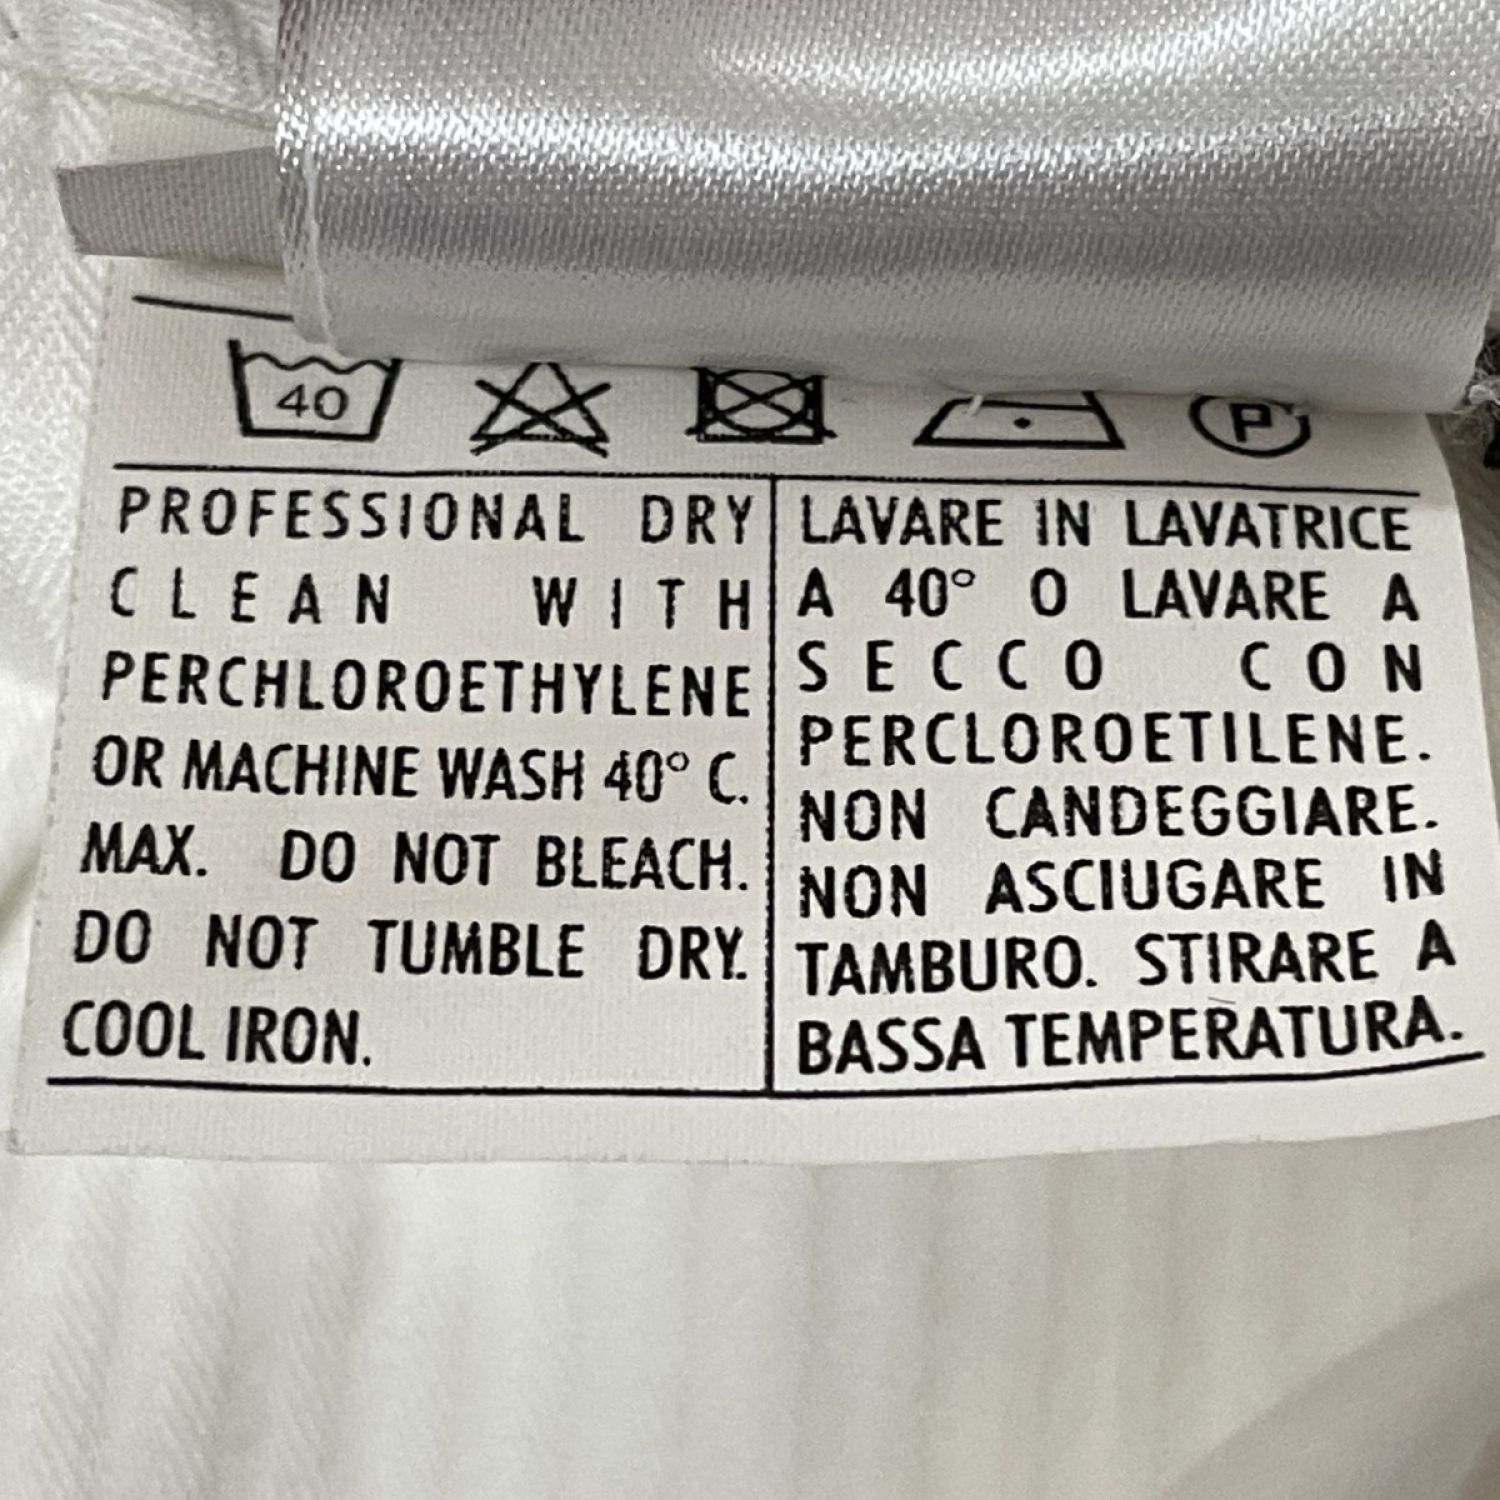 40
P
PROFESSIONAL DRY
CLEAN WITH
PERCHLOROETHYLENE
OR MACHINE WASH 40° C.
MAX. DO NOT BLEACH.
DO NOT TUMBLE DRY.
COOL IRON.
LAVARE IN LAVATRICE
A 40° O LAVARE A
SECCO CON
PERCLOROETILENE.
NON CANDEGGIARE.
NON ASCIUGARE IN
TAMBURO. STIRARE A
BASSA TEMPERATURA.